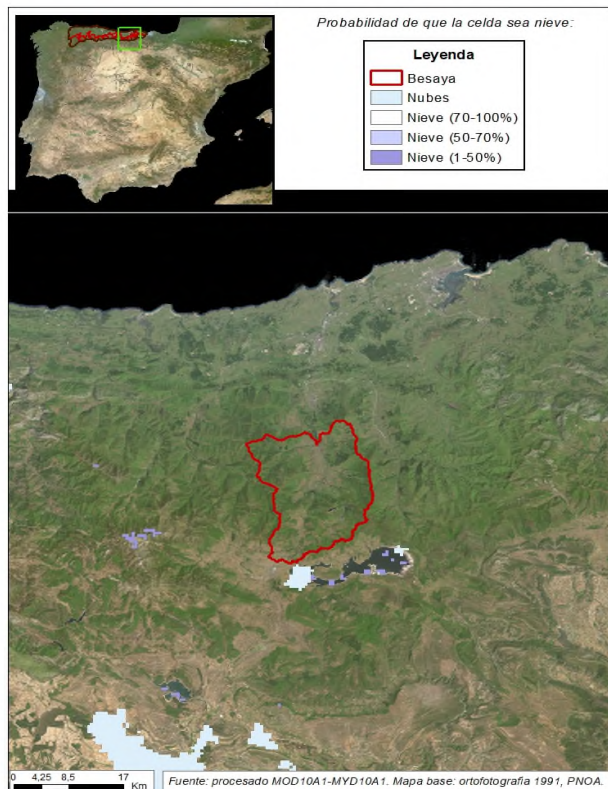 Probabilidad de que la celda sea nieve:
Leyenda
Besaya
Nubes
Nieve (70-100%)
Nieve (50-70%)
Nieve (1-50%)
0 4,25 8,5 17
Km
Fuente: procesado MOD10A1-MYD10A1. Mapa base: ortofotografía 1991, PNOA.